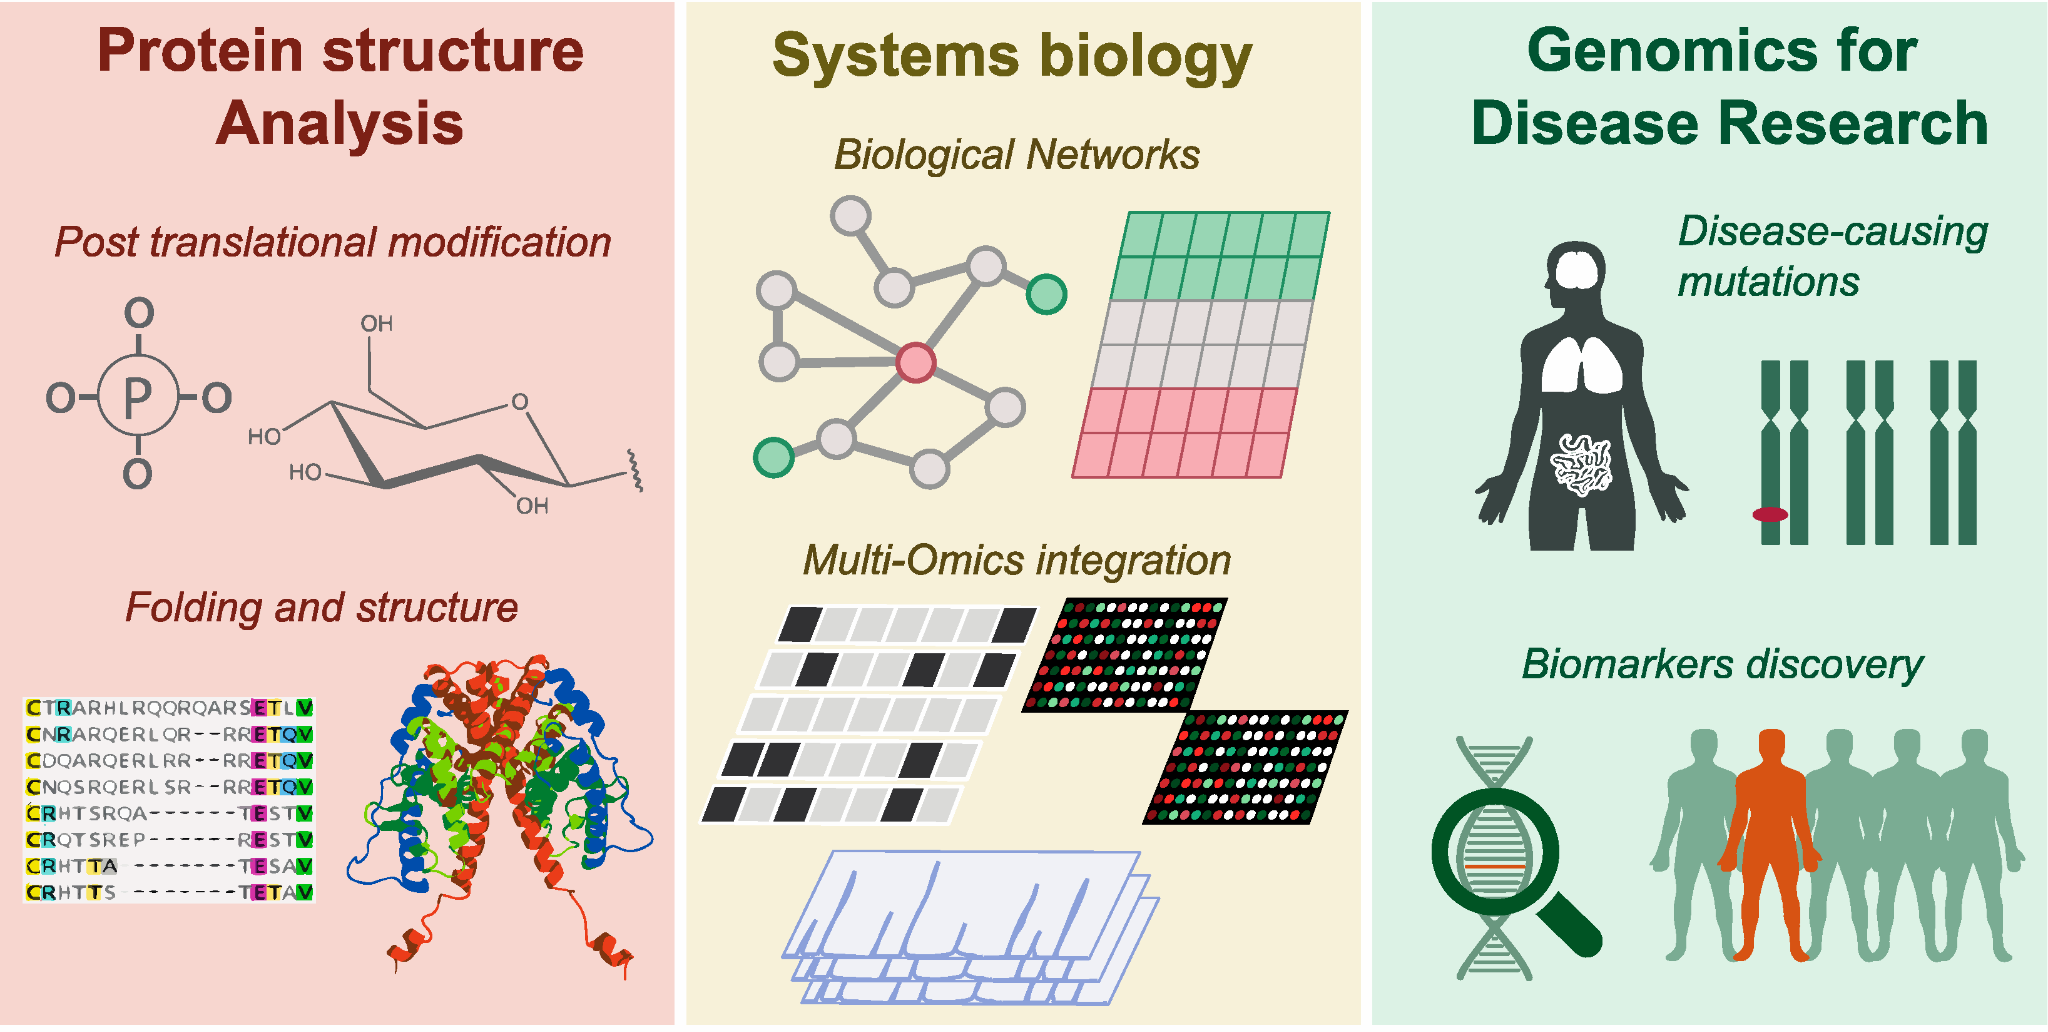 Protein structure
Analysis
Post translational modification
O
O P O
O
OH
O
HO
HO
OH
Folding and structure
CTRARHLRQQRQARSETLV
CNRARQERLQR--RRETQV
CDQARQERLRR--RRETQV
CNQSRQERLSR--RRETQV
CRHTSRQA------TESTV
CRQTSREP------RESTV
CRHTTA--------TESAV
CRHTTS--------TETAV
Systems biology
Biological Networks
Multi-Omics integration
Genomics for
Disease Research
Disease-causing
mutations
Biomarkers discovery